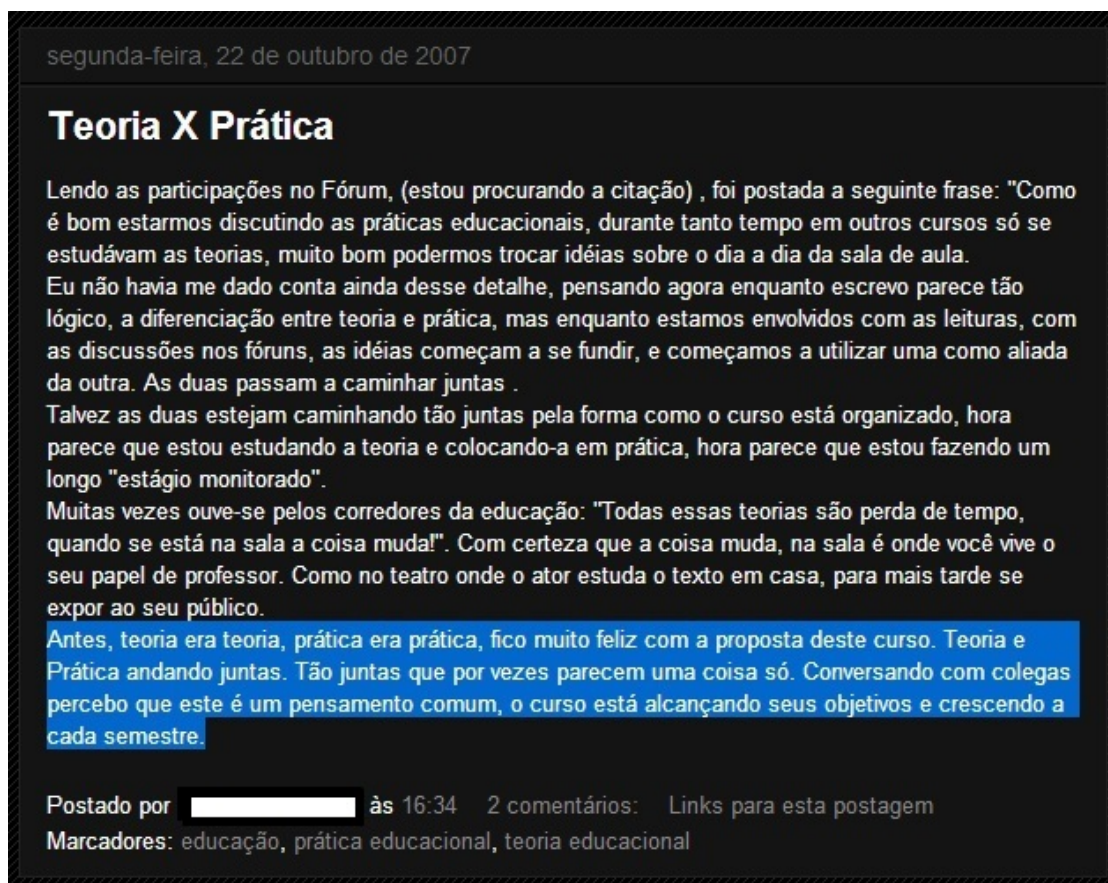 segunda-feira, 22 de outubro de 2007
Teoria X Prática
Lendo as participações no Fórum, (estou procurando a citação) , foi postada a seguinte frase: "Como
é bom estarmos discutindo as práticas educacionais, durante tanto tempo em outros cursos só se
estudávam as teorias, muito bom podermos trocar idéias sobre o dia a dia da sala de aula.
Eu não havia me dado conta ainda desse detalhe, pensando agora enquanto escrevo parece tão
lógico, a diferenciação entre teoria e prática, mas enquanto estamos envolvidos com as leituras, com
as discussões nos fóruns, as idéias começam a se fundir, e começamos a utilizar uma como aliada
da outra. As duas passam a caminhar juntas .
Talvez as duas estejam caminhando tão juntas pela forma como o curso está organizado, hora
parece que estou estudando a teoria e colocando-a em prática, hora parece que estou fazendo um
longo "estágio monitorado".
Muitas vezes ouve-se pelos corredores da educação: "Todas essas teorias são perda de tempo,
quando se está na sala a coisa muda!". Com certeza que a coisa muda, na sala é onde você vive o
seu papel de professor. Como no teatro onde o ator estuda o texto em casa, para mais tarde se
expor ao seu público.
Antes, teoria era teoria, prática era prática, fico muito feliz com a proposta deste curso. Teoria e
Prática andando juntas. Tão juntas que por vezes parecem uma coisa só. Conversando com colegas
percebo que este é um pensamento comum, o curso está alcançando seus objetivos e crescendo a
cada semestre.
Postado por às 16:34 2 comentários: Links para esta postagem
Marcadores: educação, prática educacional, teoria educacional